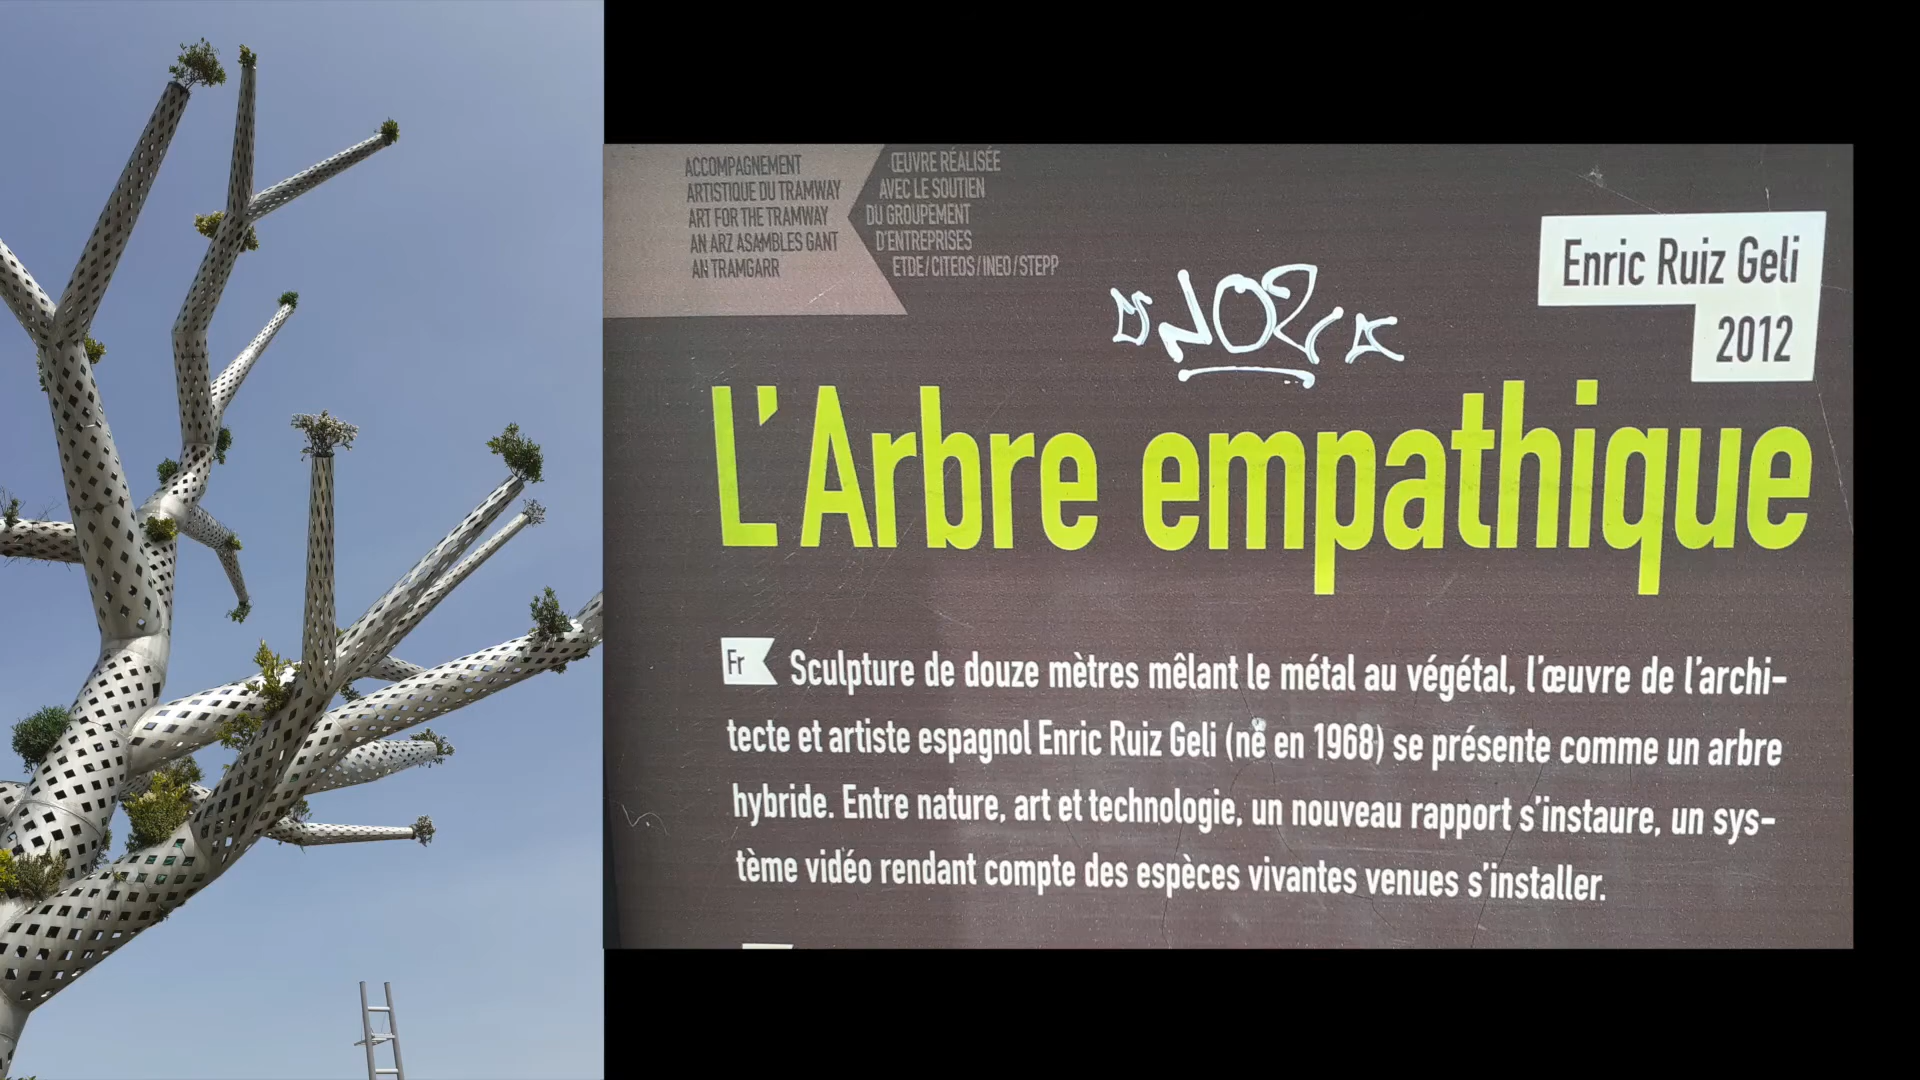 ACCOMPAGNEMENT
ARTISTIQUE DU TRAMWAY
ART FOR THE TRAMWAY
AN ARZ ASAMBLES GANT
AN TRAMGARR
ŒUVRE RÉALISÉE
AVEC LE SOUTIEN
DU GROUPEMENT
D'ENTREPRISES
ETDE/CITEOS/INEO/STEPP
Enric Ruiz Geli
2012
L'Arbre empathique
Fr
Sculpture de douze mètres mêlant le métal au végétal, l'œuvre de l'archi-
tecte et artiste espagnol Enric Ruiz Geli (né en 1968) se présente comme un arbre
hybride. Entre nature, art et technologie, un nouveau rapport s'instaure, un sys-
tème vidéo rendant compte des espèces vivantes venues s'installer.